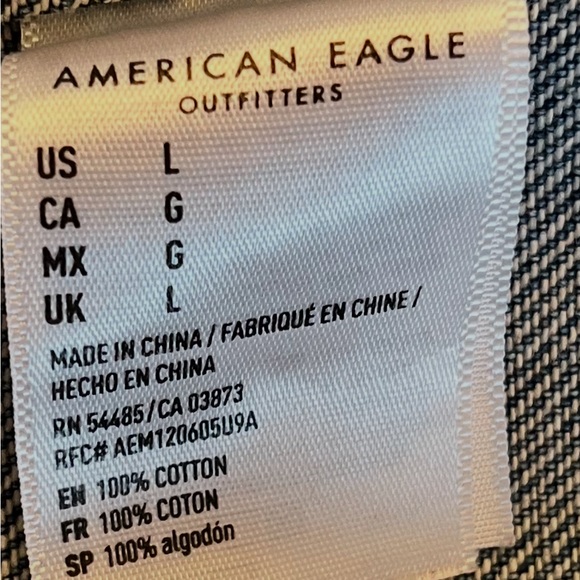 AMERICAN EAGLE
OUTFITTERS
US L
CA G
MX G
UK L
MADE IN CHINA / FABRIQUÉ EN CHINE /
HECHO EN CHINA
RN 54485/CA 03873
RFC# AEM120605U9A
EN 100% COTTON
FR 100% COTON
SP 100% algodón